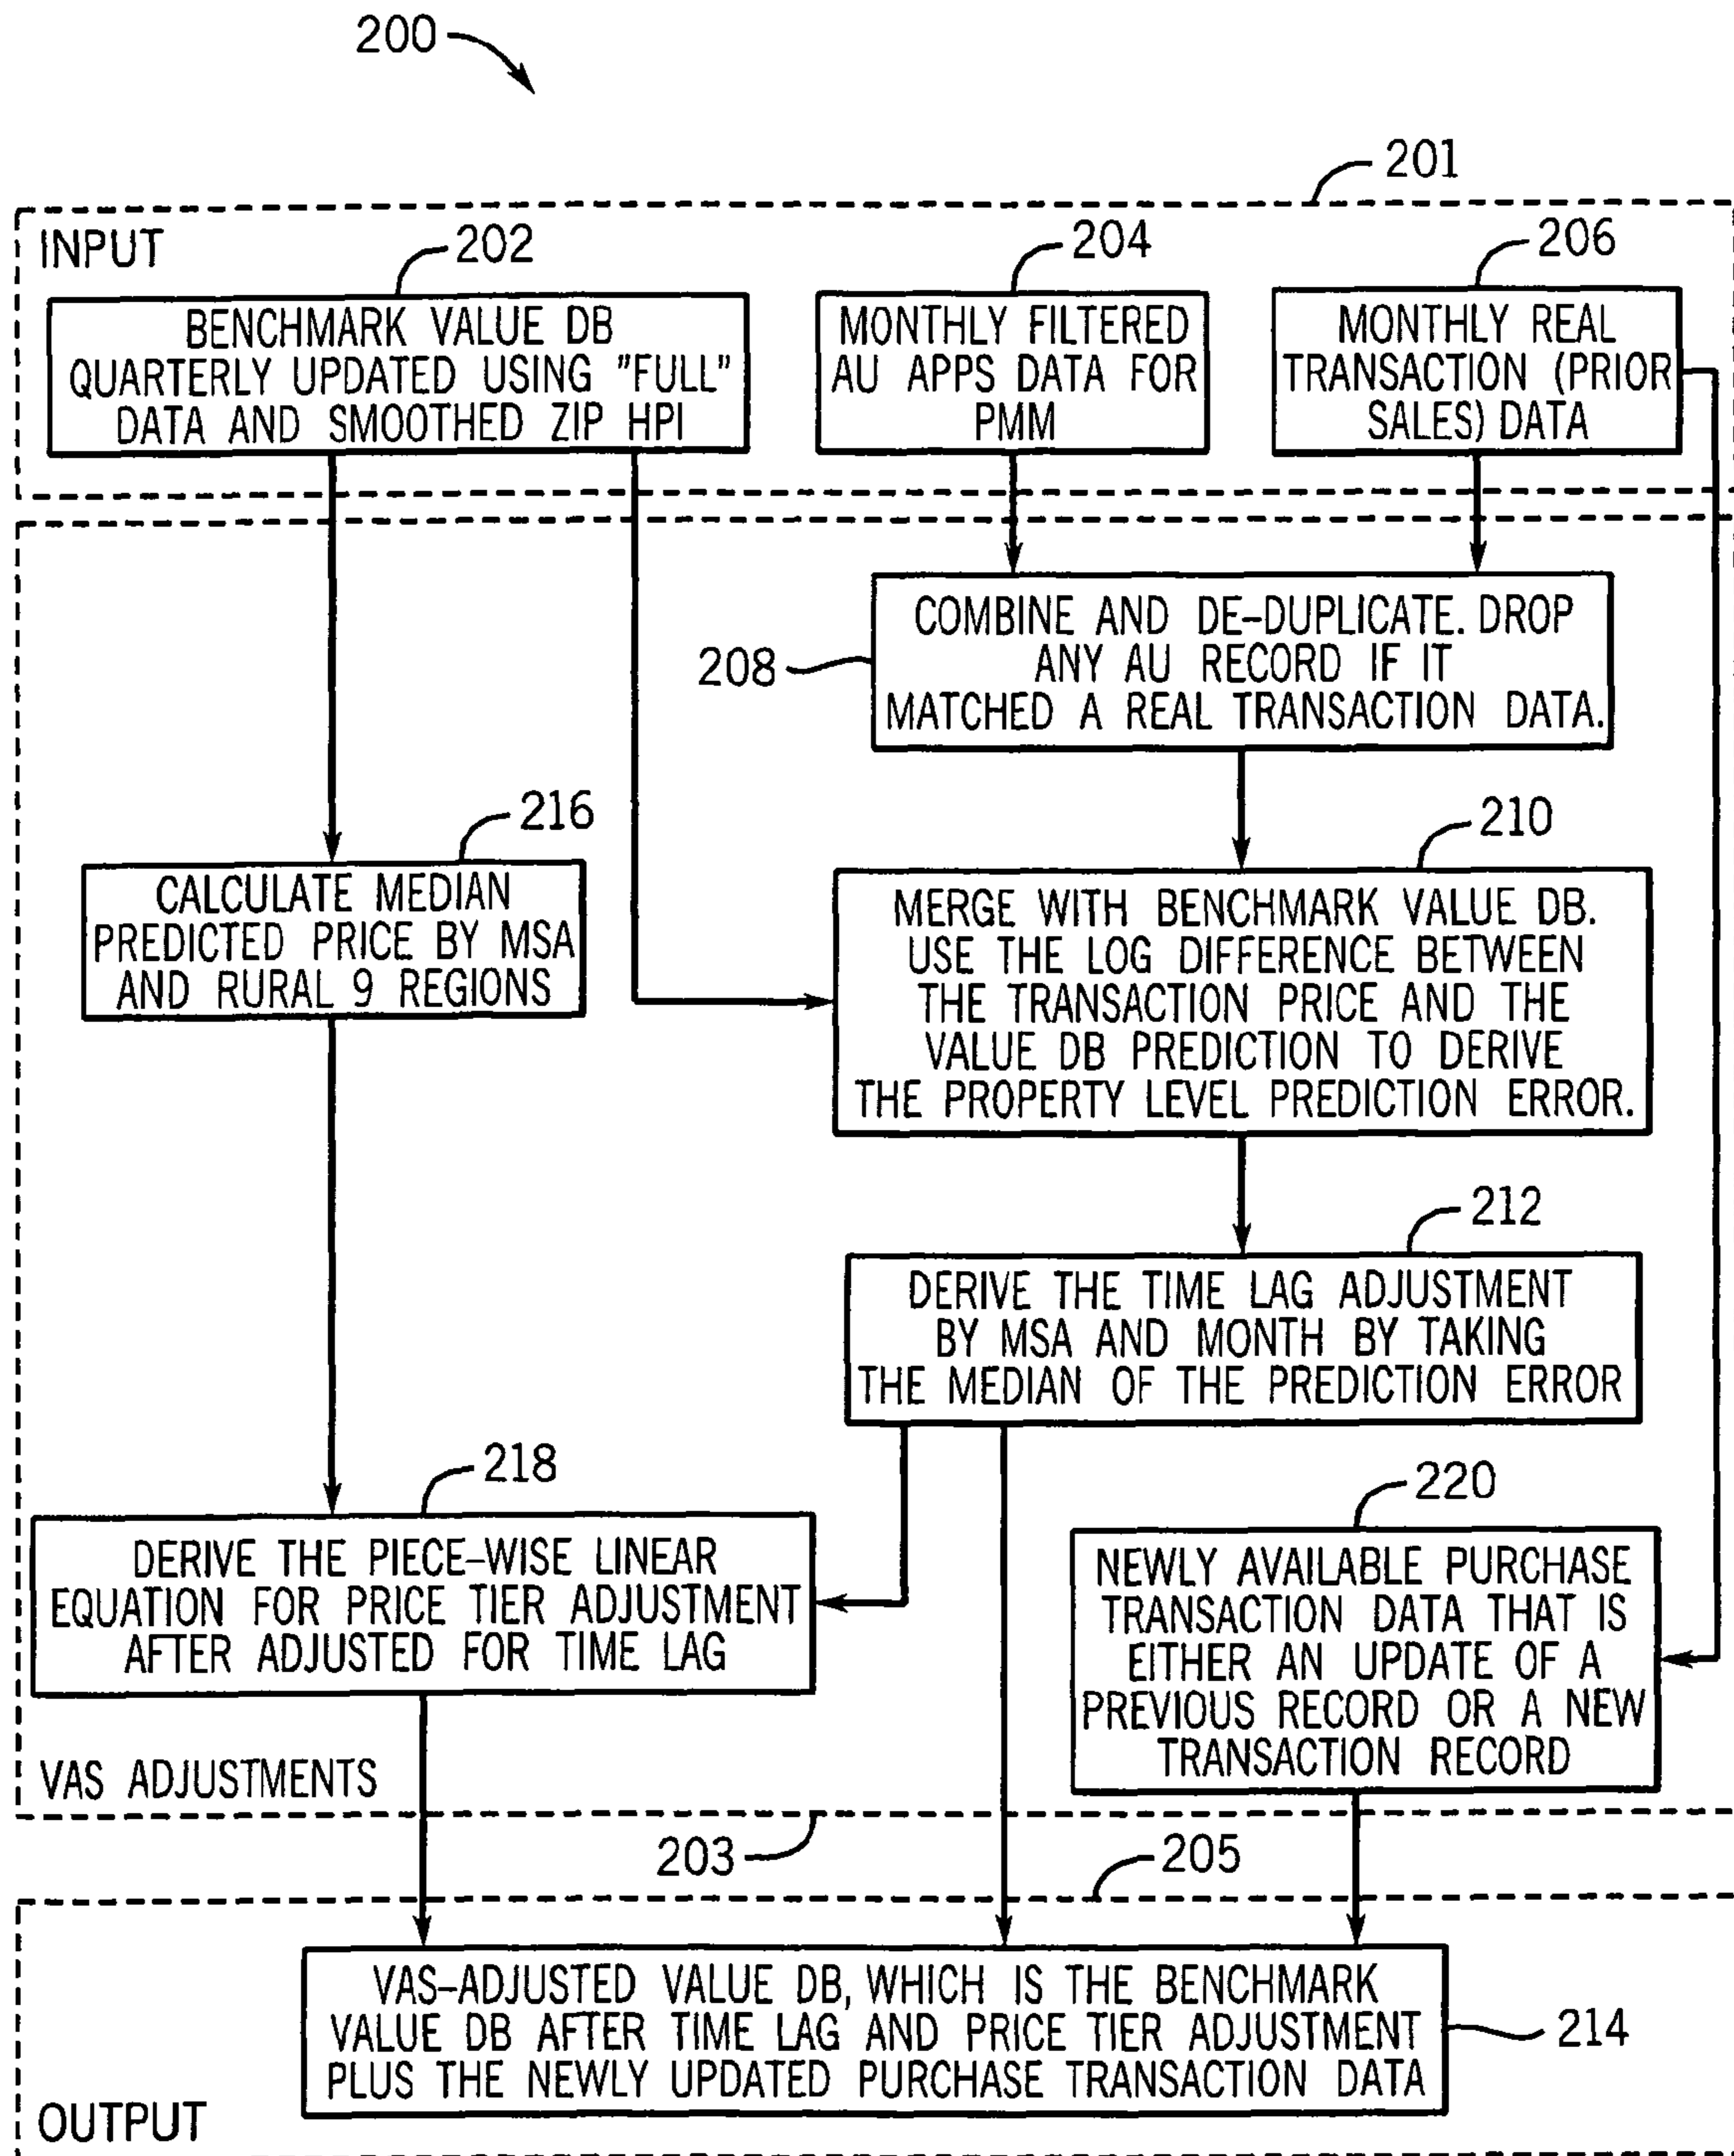 200
201
INPUT
202
204
206
BENCHMARK VALUE DB
QUARTERLY UPDATED USING "FULL"
DATA AND SMOOTHED ZIP HPI
MONTHLY FILTERED
AU APPS DATA FOR
PMM
MONTHLY REAL
TRANSACTION (PRIOR
SALES) DATA
208
COMBINE AND DE-DUPLICATE. DROP
ANY AU RECORD IF IT
MATCHED A REAL TRANSACTION DATA.
216
CALCULATE MEDIAN
PREDICTED PRICE BY MSA
AND RURAL 9 REGIONS
210
MERGE WITH BENCHMARK VALUE DB.
USE THE LOG DIFFERENCE BETWEEN
THE TRANSACTION PRICE AND THE
VALUE DB PREDICTION TO DERIVE
THE PROPERTY LEVEL PREDICTION ERROR.
212
DERIVE THE TIME LAG ADJUSTMENT
BY MSA AND MONTH BY TAKING
THE MEDIAN OF THE PREDICTION ERROR
218
DERIVE THE PIECE-WISE LINEAR
EQUATION FOR PRICE TIER ADJUSTMENT
AFTER ADJUSTED FOR TIME LAG
220
NEWLY AVAILABLE PURCHASE
TRANSACTION DATA THAT IS
EITHER AN UPDATE OF A
PREVIOUS RECORD OR A NEW
TRANSACTION RECORD
VAS ADJUSTMENTS
203
205
VAS-ADJUSTED VALUE DB, WHICH IS THE BENCHMARK
VALUE DB AFTER TIME LAG AND PRICE TIER ADJUSTMENT
PLUS THE NEWLY UPDATED PURCHASE TRANSACTION DATA
214
OUTPUT